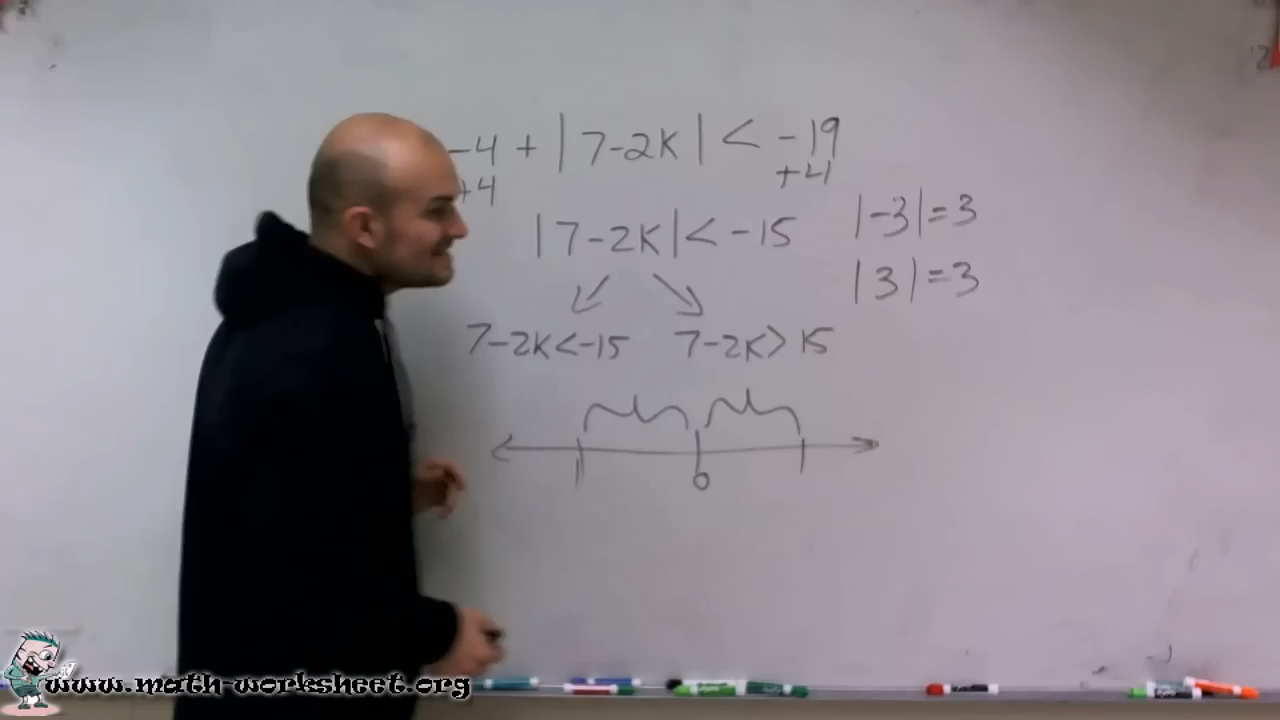 -4 + |7-2K| < -19
+4 +4
|7-2K| < -15
|-3|=3
|3|=3
7-2K<-15 7-2K>15
0
www.math-worksheet.org